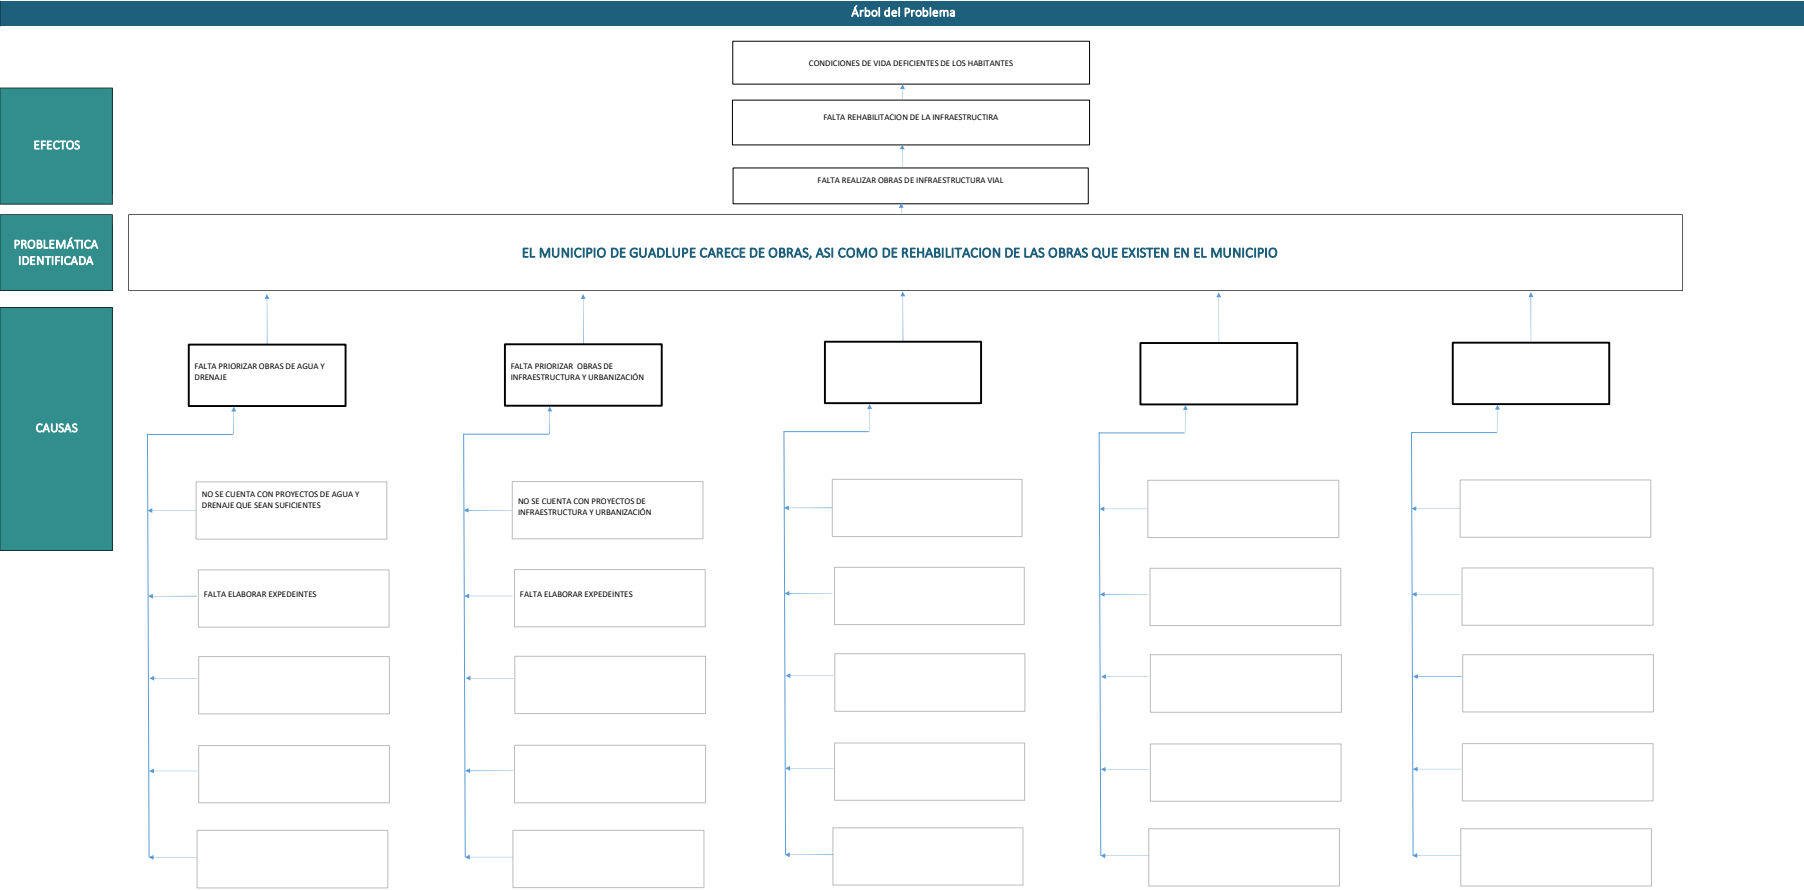 Árbol del Problema
CONDICIONES DE VIDA DEFICIENTES DE LOS HABITANTES
FALTA REHABILITACION DE LA INFRAESTRUCTIRA
EFECTOS
FALTA REALIZAR OBRAS DE INFRAESTRUCTURA VIAL
PROBLEMÁTICA
IDENTIFICADA
EL MUNICIPIO DE GUADLUPE CARECE DE OBRAS, ASI COMO DE REHABILITACION DE LAS OBRAS QUE EXISTEN EN EL MUNICIPIO
CAUSAS
FALTA PRIORIZAR OBRAS DE AGUA Y
DRENAJE
FALTA PRIORIZAR  OBRAS DE
INFRAESTRUCTURA Y URBANIZACIÓN
NO SE CUENTA CON PROYECTOS DE AGUA Y
DRENAJE QUE SEAN SUFICIENTES
NO SE CUENTA CON PROYECTOS DE
INFRAESTRUCTURA Y URBANIZACIÓN
FALTA ELABORAR EXPEDEINTES
FALTA ELABORAR EXPEDEINTES